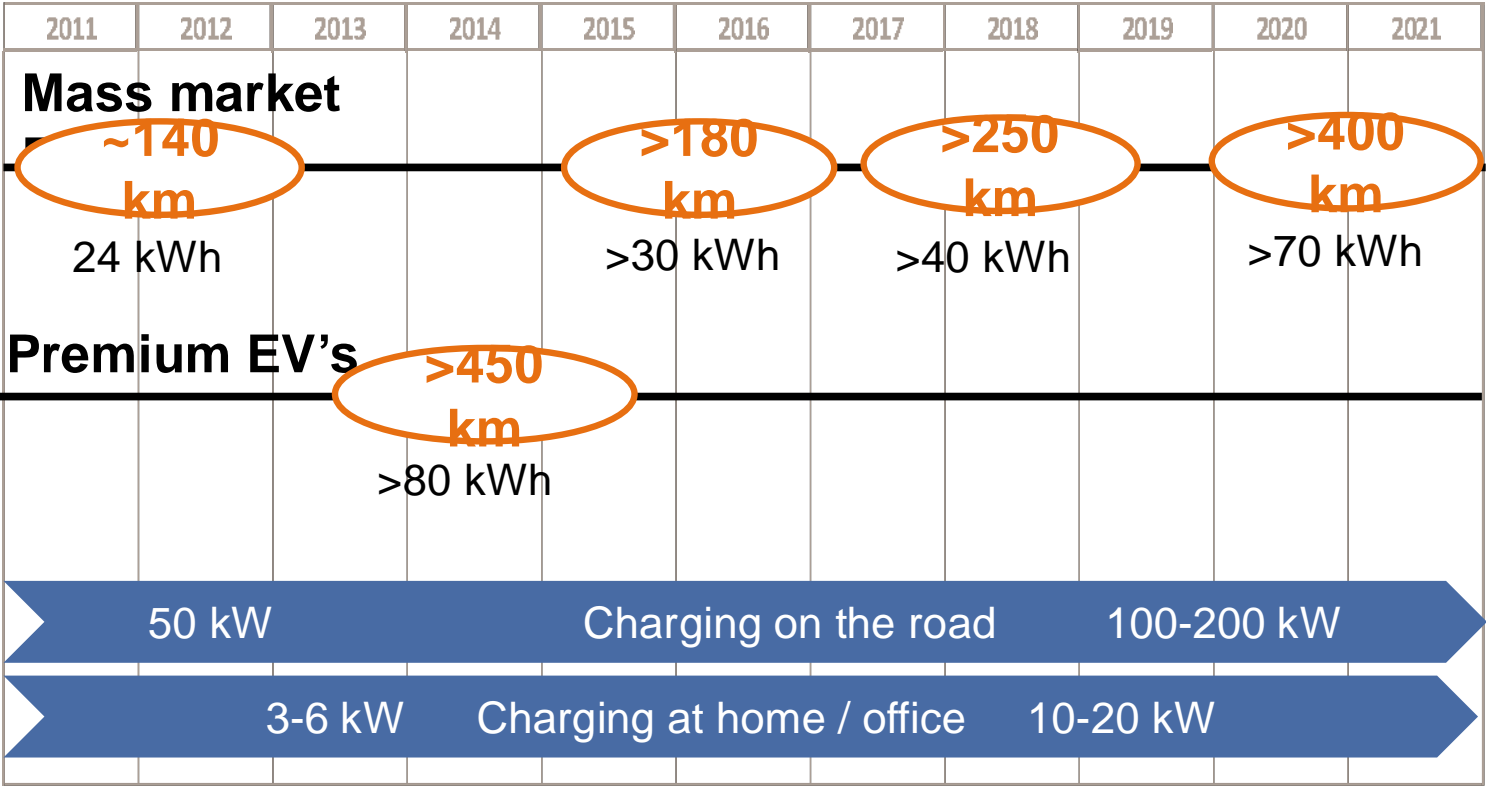 2011 2012 2013 2014 2015 2016 2017 2018 2019 2020 2021
Mass market
~140 km
>180 km
>250 km
>400 km
24 kWh
>30 kWh
>40 kWh
>70 kWh
Premium EV’s
>450 km
>80 kWh
50 kW Charging on the road 100-200 kW
3-6 kW Charging at home / office 10-20 kW